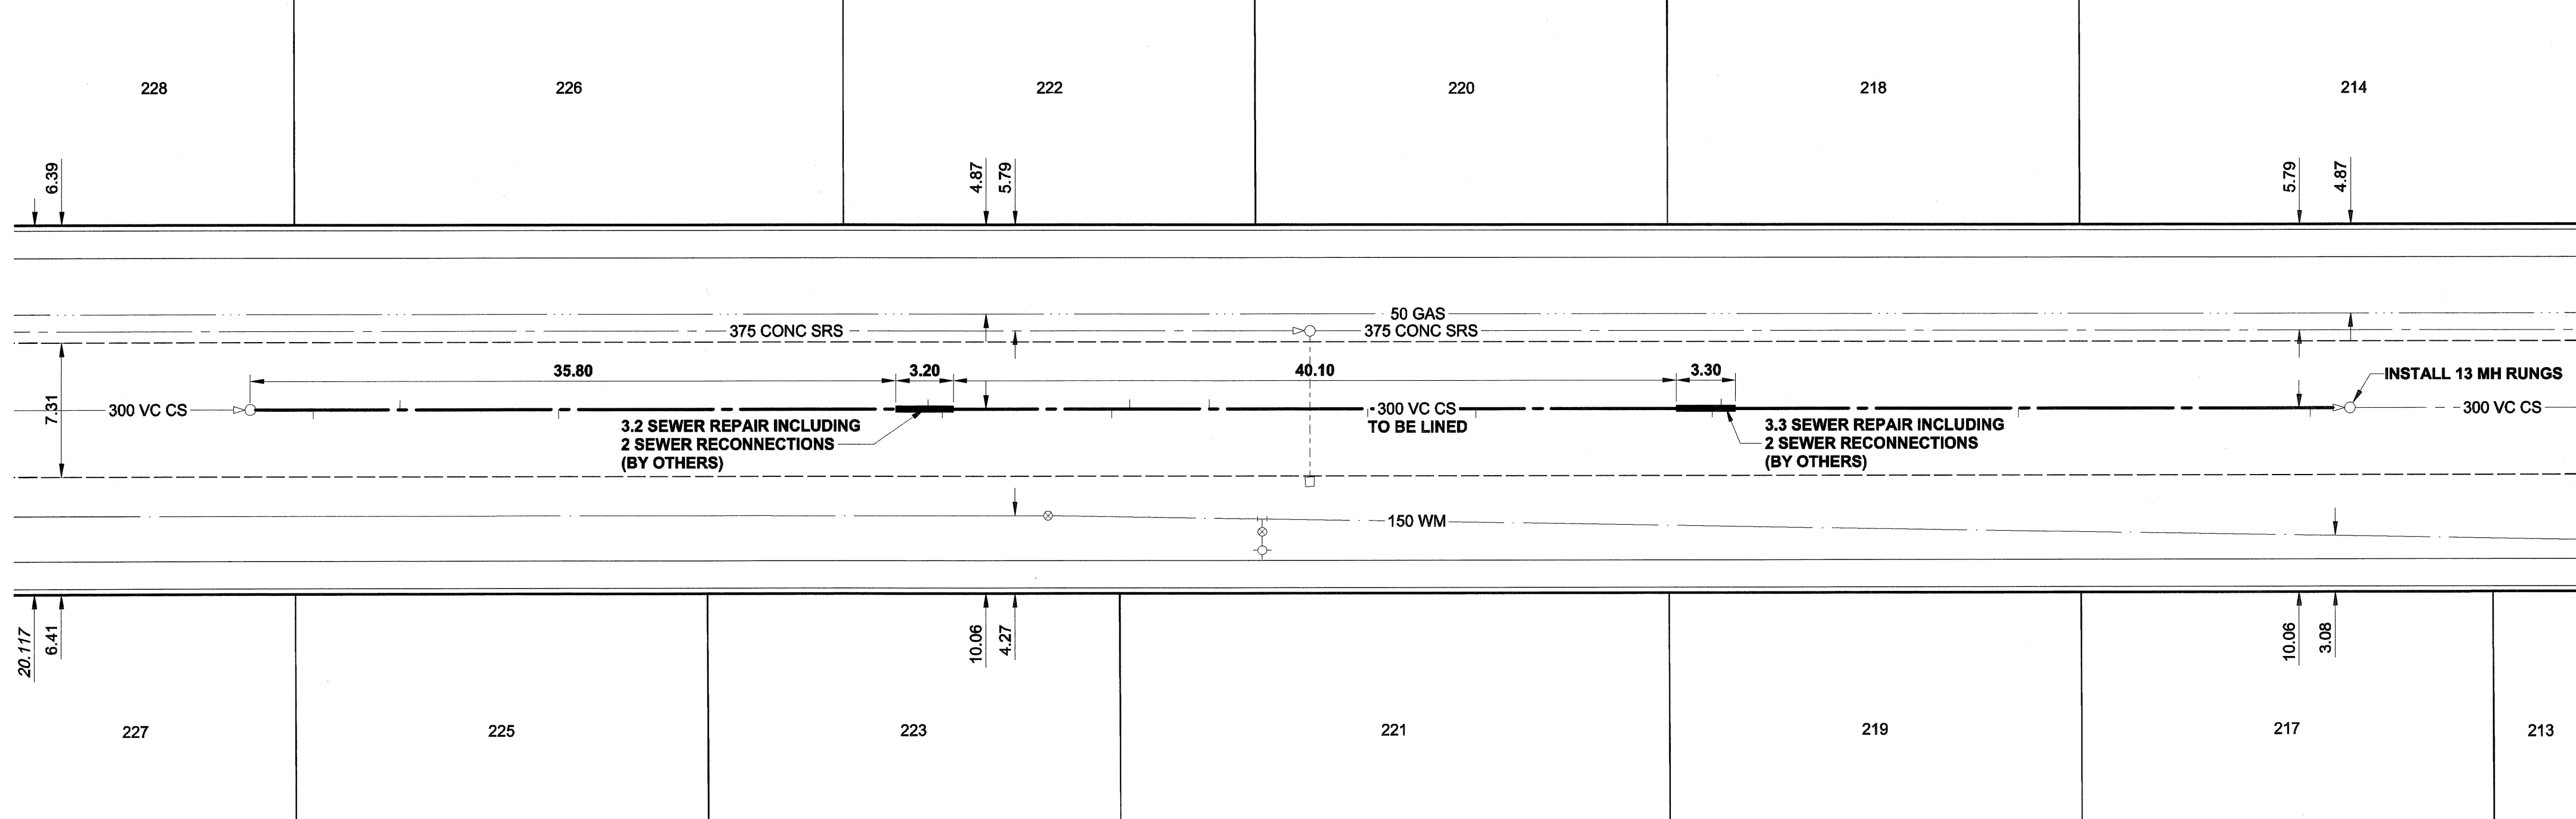 228
226
222
220
218
214
6.39
4.87
5.79
5.79
4.87
50 GAS
375 CONC SRS
375 CONC SRS
35.80
3.20
40.10
3.30
INSTALL 13 MH RUNGS
7.31
300 VC CS
300 VC CS
TO BE LINED
300 VC CS
3.2 SEWER REPAIR INCLUDING
2 SEWER RECONNECTIONS
(BY OTHERS)
3.3 SEWER REPAIR INCLUDING
2 SEWER RECONNECTIONS
(BY OTHERS)
150 WM
20.117
6.41
10.06
4.27
10.06
3.08
227
225
223
221
219
217
213